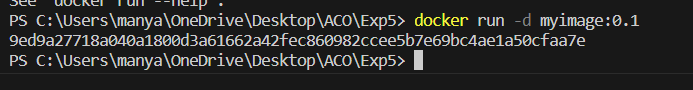 See 'docker run --help'.
PS C:\Users\manya\OneDrive\Desktop\ACO\Exp5> docker run -d myimage:0.1
9ed9a27718a040a1800d3a61662a42fec860982ccee5b7e69bc4ae1a50cfaa7e
PS C:\Users\manya\OneDrive\Desktop\ACO\Exp5>